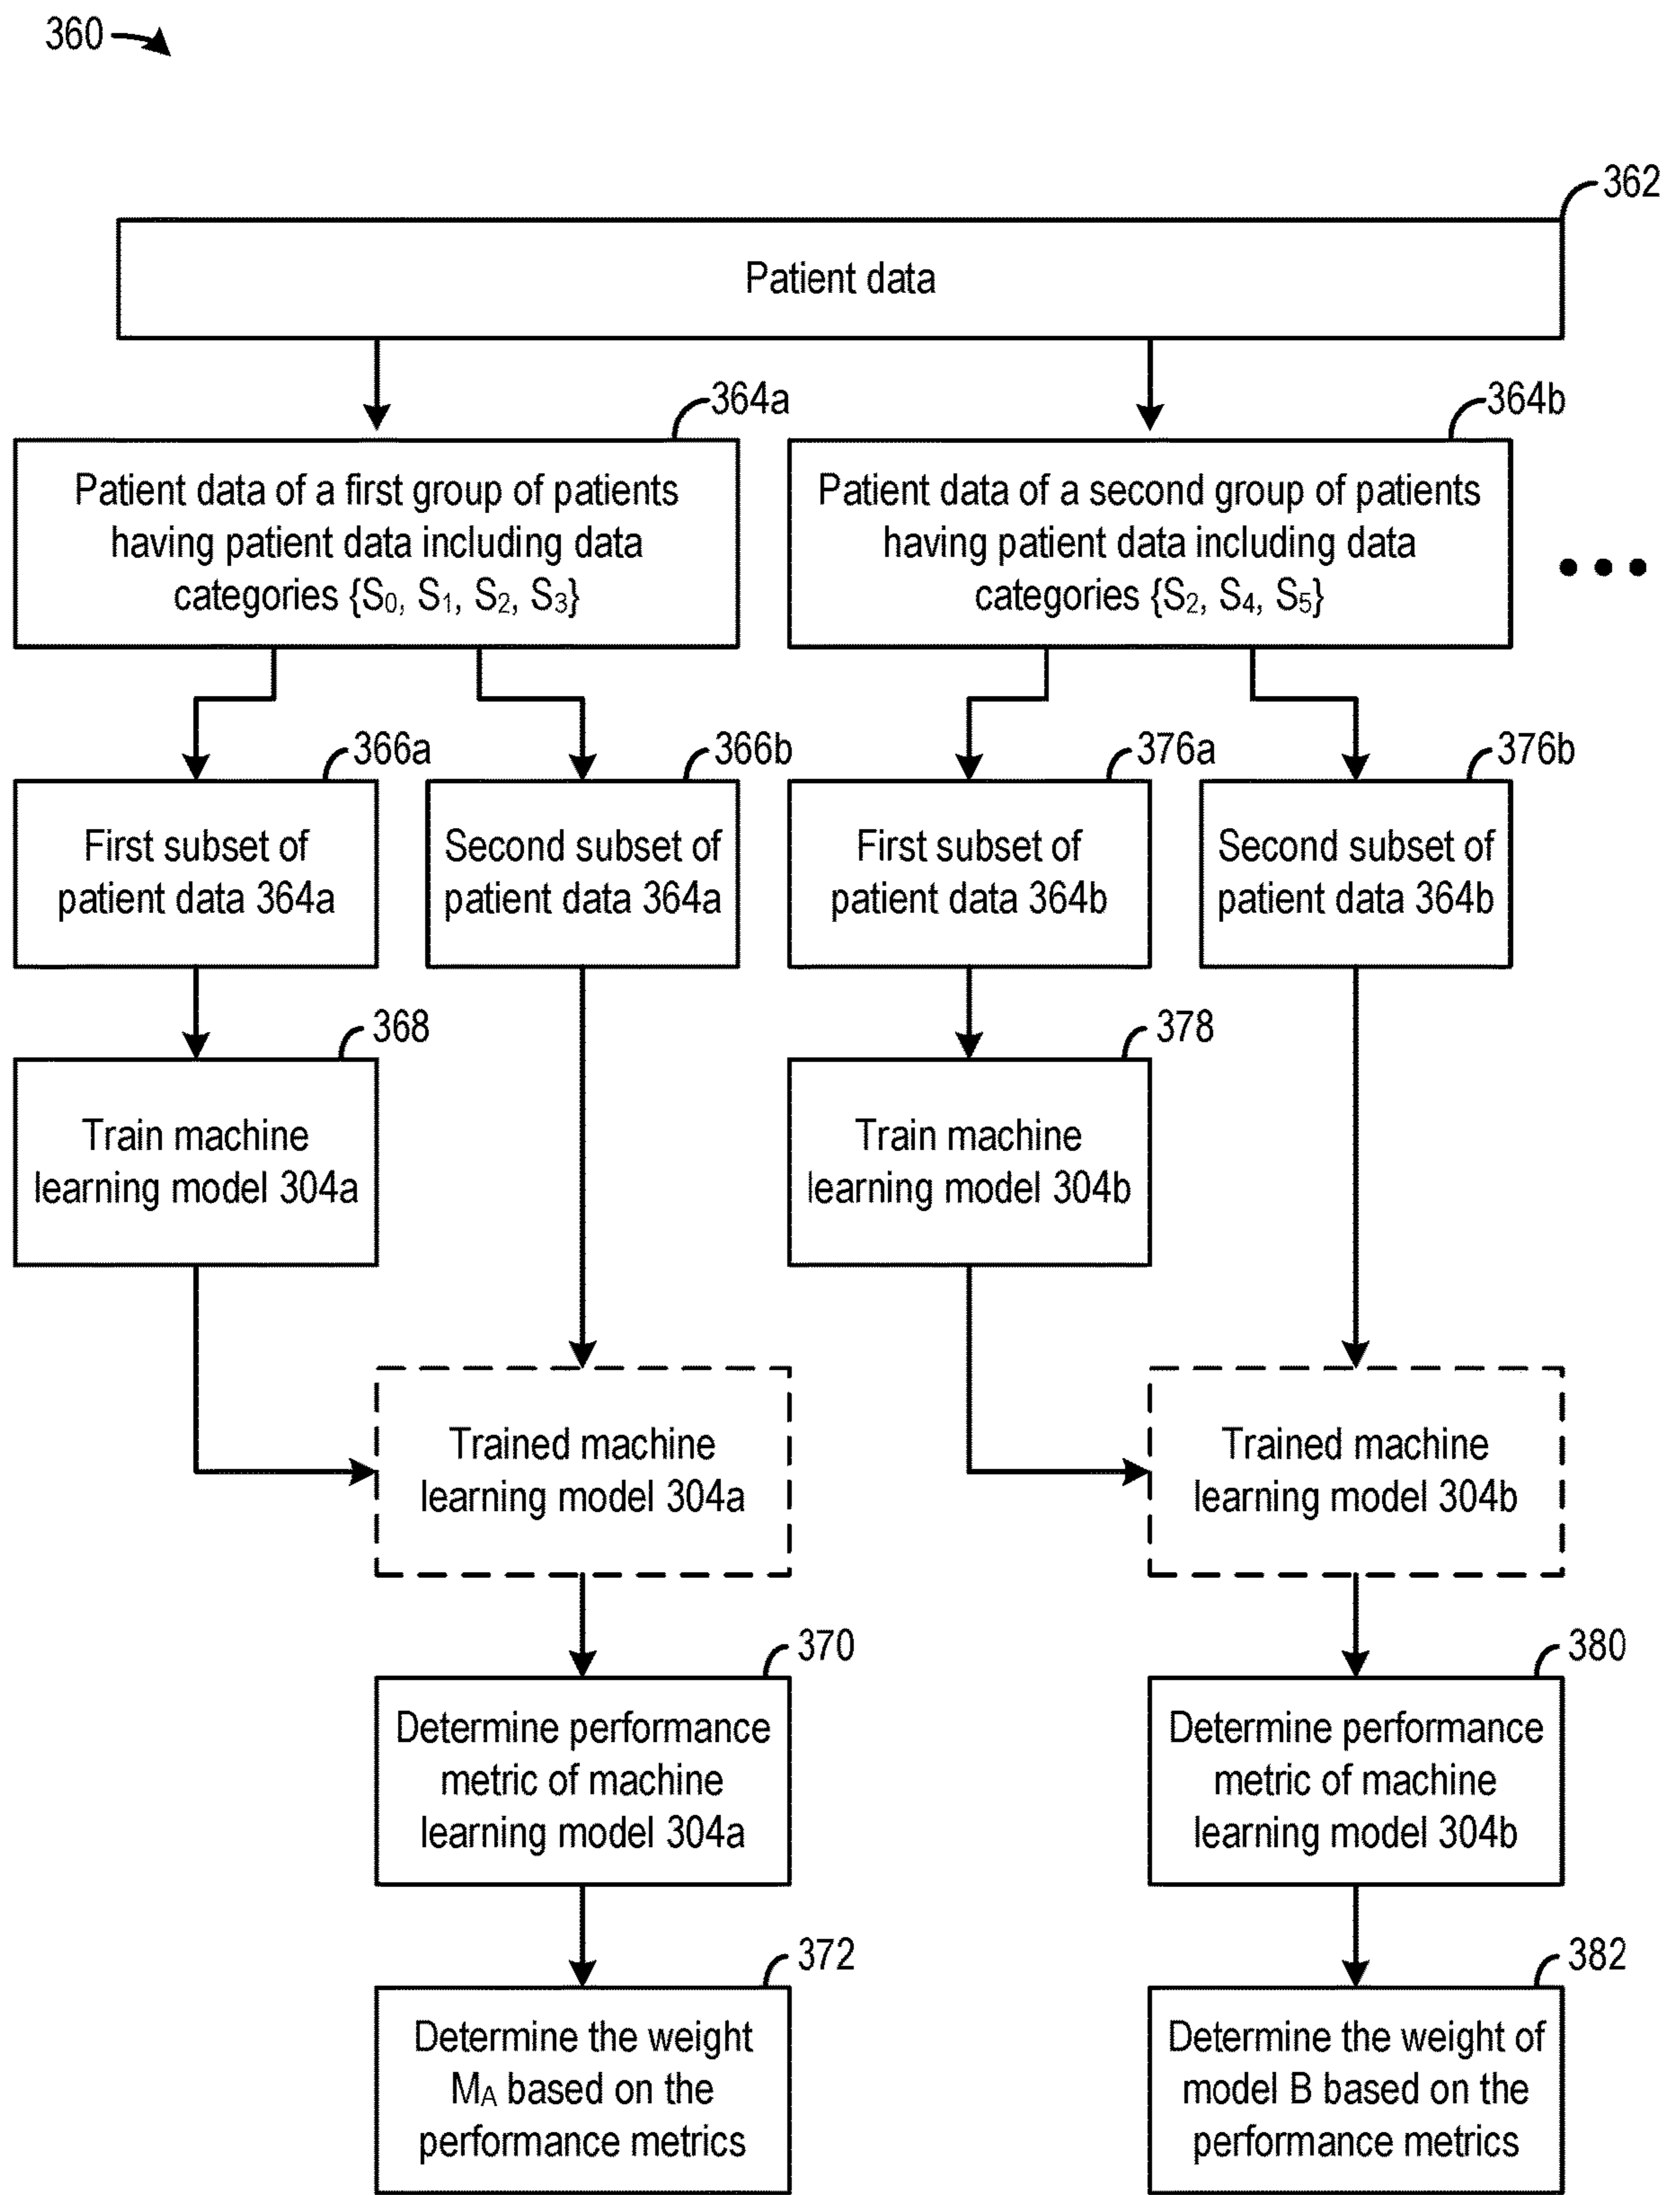 360
362
Patient data
364a
364b
Patient data of a first group of patients
having patient data including data
categories {S₀, S₁, S₂, S₃}
Patient data of a second group of patients
having patient data including data
categories {S₂, S₄, S₅}
366a
366b
376a
376b
First subset of
patient data 364a
Second subset of
patient data 364a
First subset of
patient data 364b
Second subset of
patient data 364b
368
378
Train machine
learning model 304a
Train machine
learning model 304b
Trained machine
learning model 304a
Trained machine
learning model 304b
370
380
Determine performance
metric of machine
learning model 304a
Determine performance
metric of machine
learning model 304b
372
382
Determine the weight
Mᴀ based on the
performance metrics
Determine the weight of
model B based on the
performance metrics